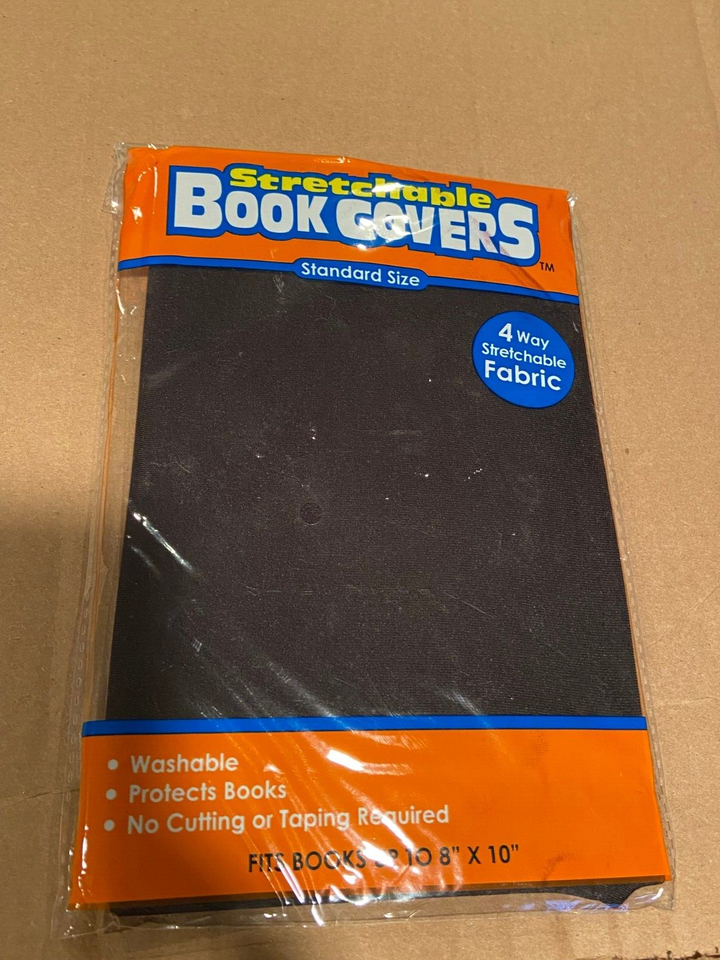 Stretchable
BOOK COVERS
TM
Standard Size
4 Way
Stretchable
Fabric
• Washable
• Protects Books
• No Cutting or Taping Required
FITS BOOKS UP TO 8" X 10"